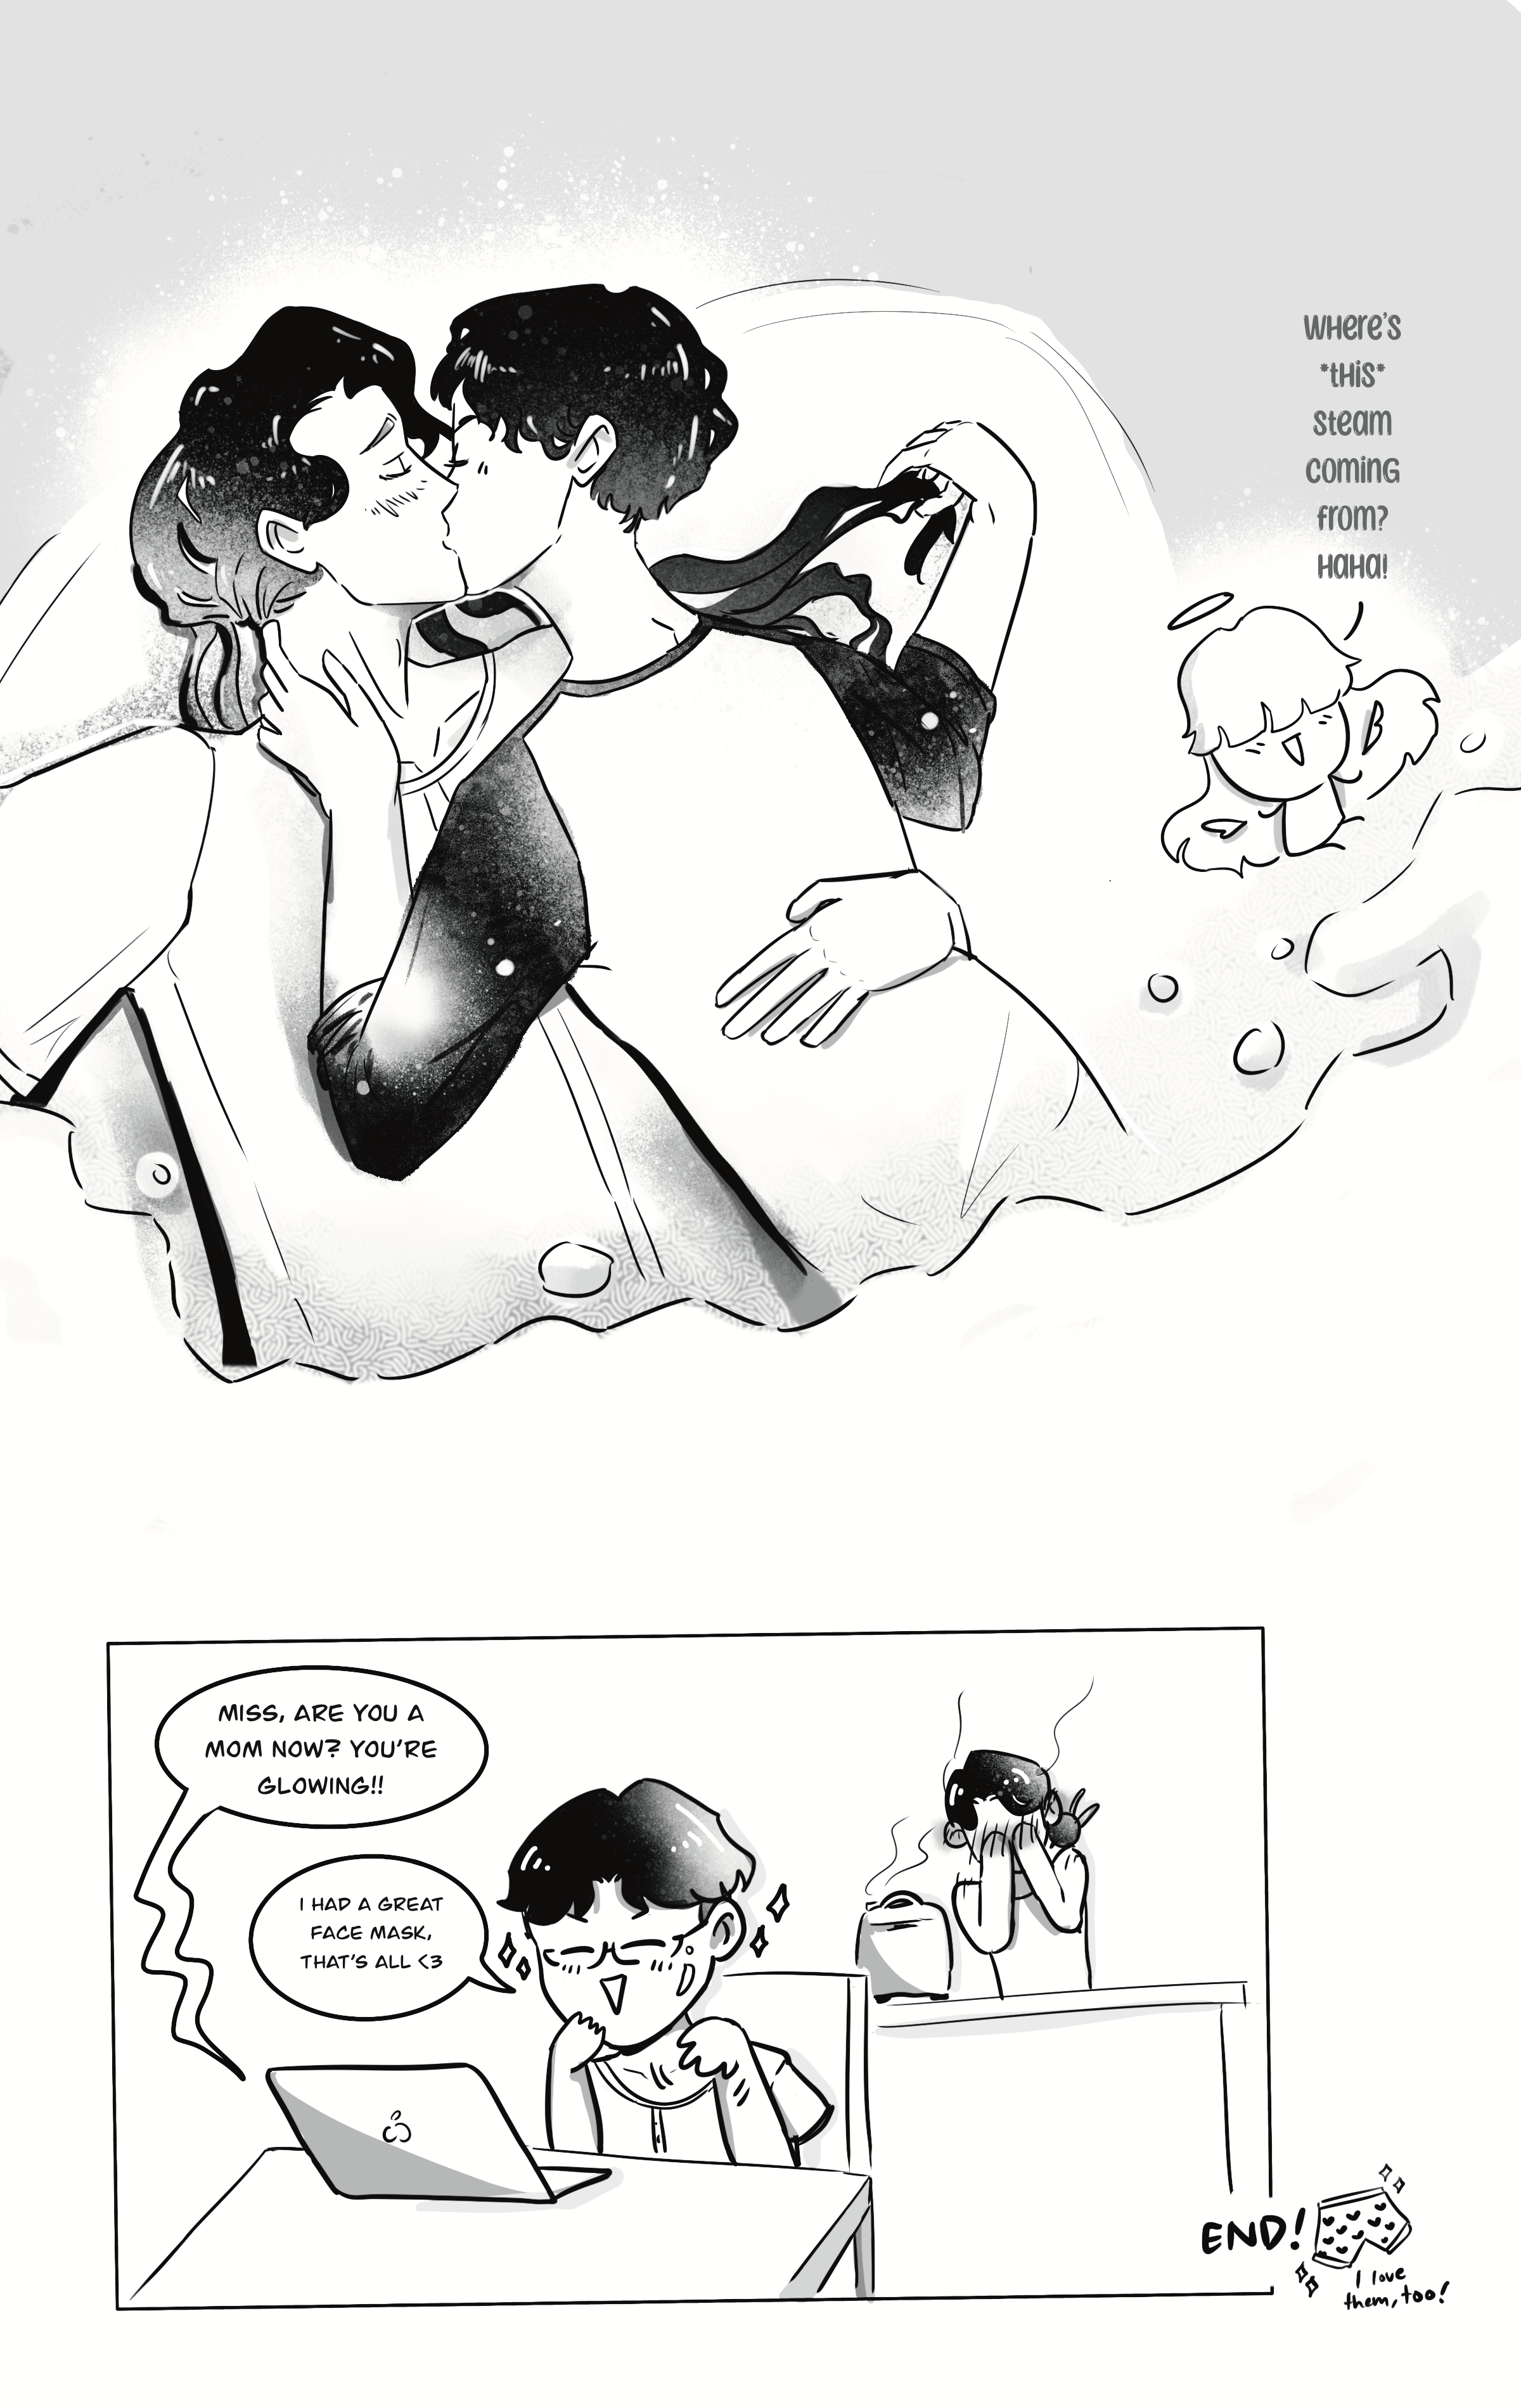 WHERE'S
*THIS*
STEAM
COMING
FROM?
HAHA!
MISS, ARE YOU A
MOM NOW? YOU'RE
GLOWING!!
I HAD A GREAT
FACE MASK,
THAT'S ALL <3
END!
I love
them, too!